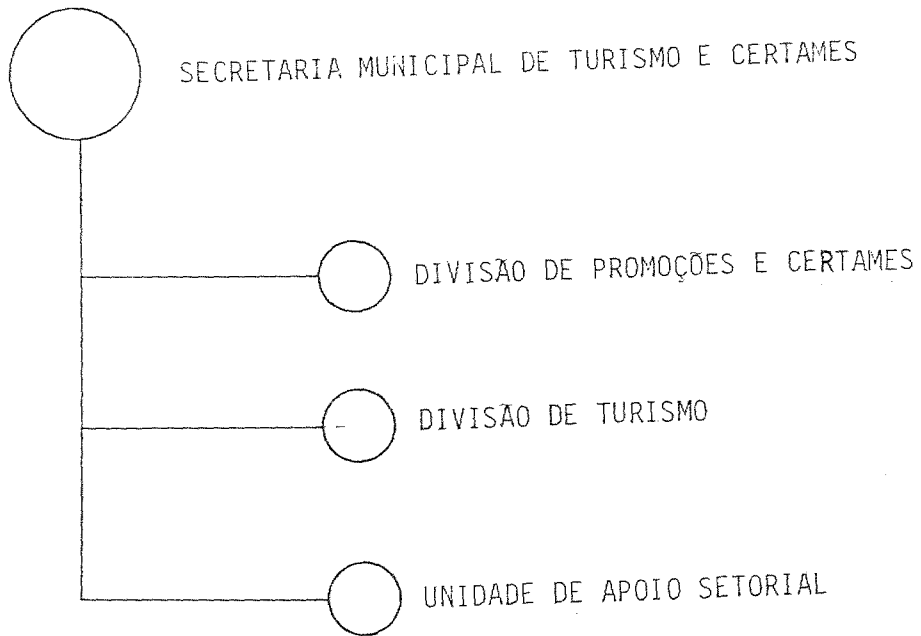 SECRETARIA MUNICIPAL DE TURISMO E CERTAMES
DIVISÃO DE PROMOÇÕES E CERTAMES
DIVISÃO DE TURISMO
UNIDADE DE APOIO SETORIAL